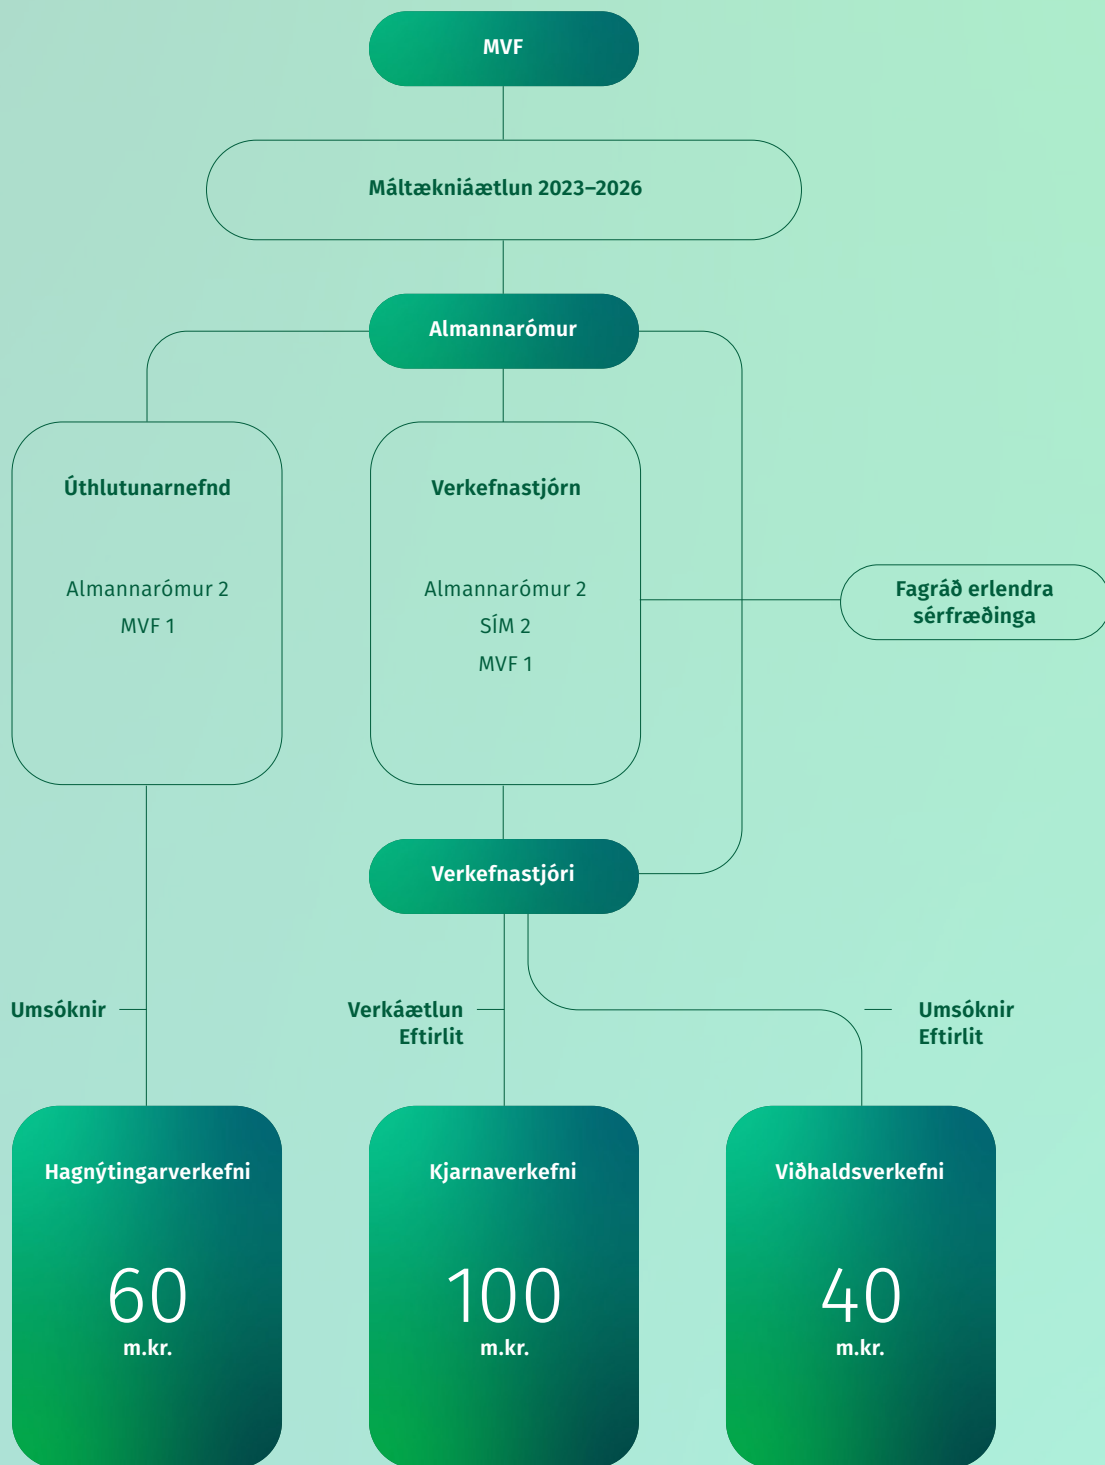 MVF
Máltækniáætlun 2023–2026
Almannarómur
Úthlutunarnefnd
Almannarómur 2
MVF 1
Verkefnastjórn
Almannarómur 2
SÍM 2
MVF 1
Fagráð erlendra
sérfræðinga
Verkefnastjóri
Umsóknir
Verkáætlun
Eftirlit
Umsóknir
Eftirlit
Hagnýtingarverkefni
60
m.kr.
Kjarnaverkefni
100
m.kr.
Viðhaldsverkefni
40
m.kr.